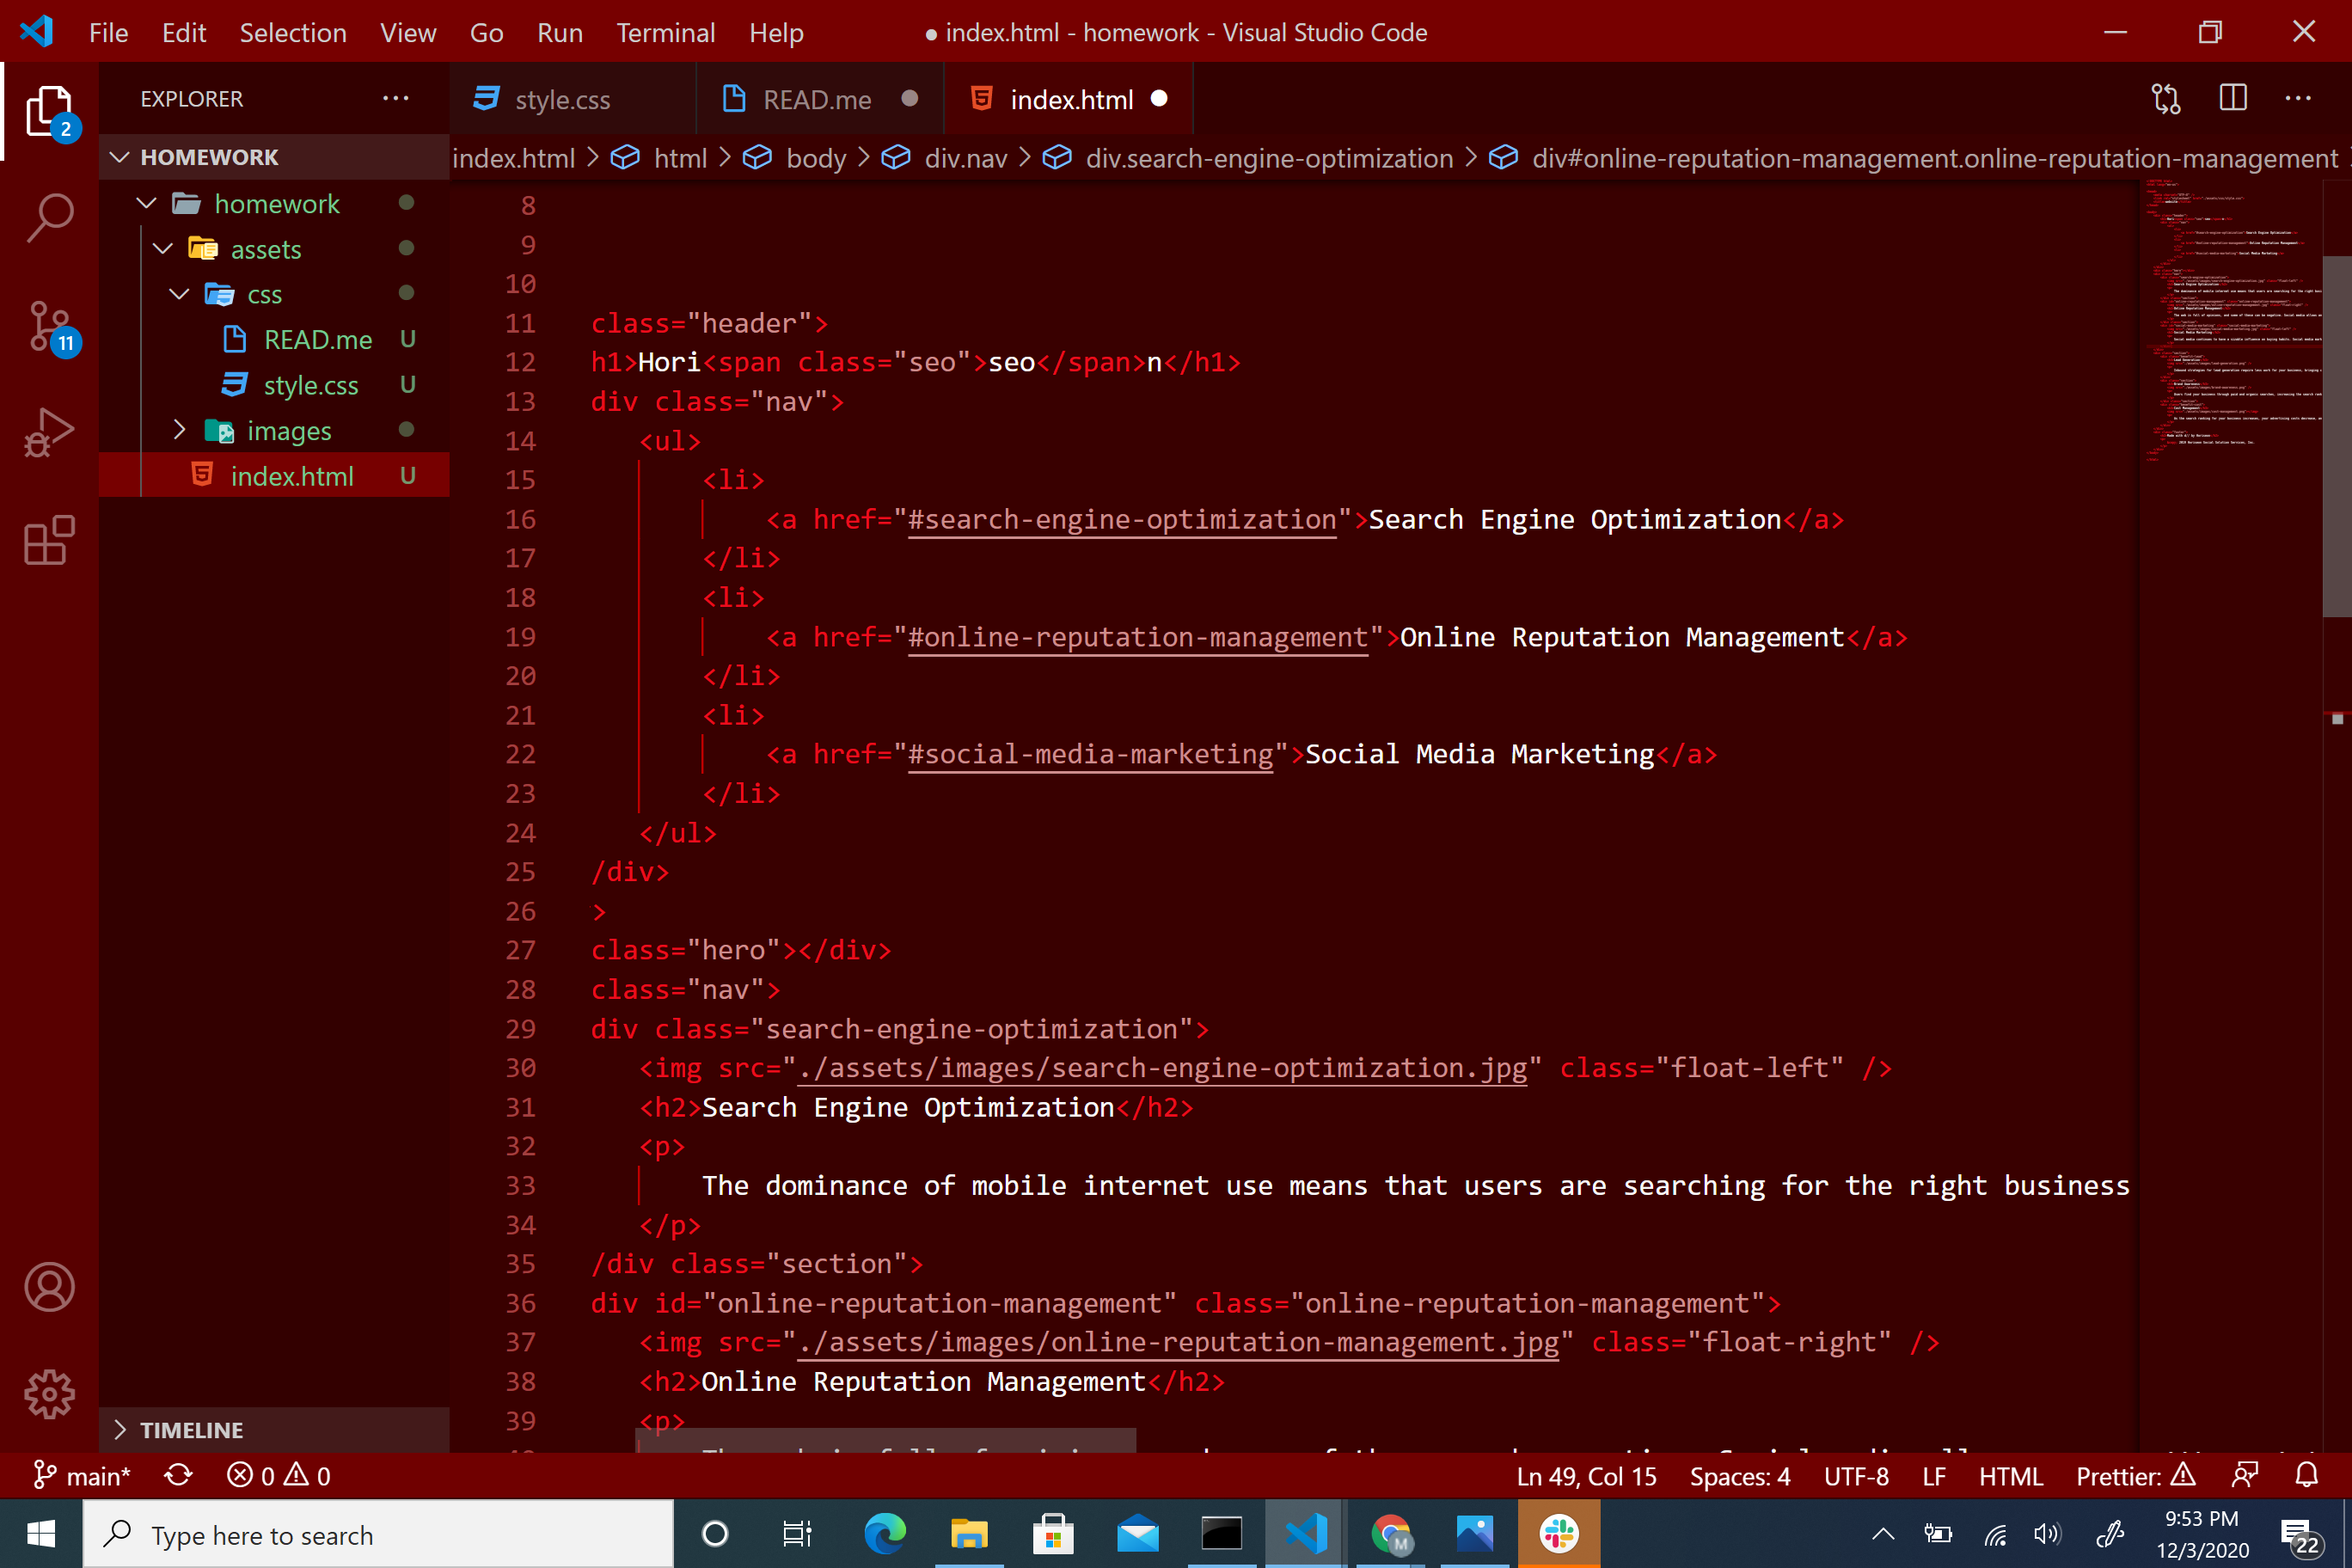 File Edit Selection View Go Run Terminal Help
● index.html - homework - Visual Studio Code
EXPLORER
style.css
READ.me
index.html
2
HOMEWORK
index.html > html > body > div.nav > div.search-engine-optimization > div#online-reputation-management.online-reputation-management
homework
assets
css
READ.me U
style.css U
images
index.html U
11
8
9
10
11 class="header">
12 h1>Hori<span class="seo">seo</span>n</h1>
13 div class="nav">
14 <ul>
15 <li>
16 <a href="#search-engine-optimization">Search Engine Optimization</a>
17 </li>
18 <li>
19 <a href="#online-reputation-management">Online Reputation Management</a>
20 </li>
21 <li>
22 <a href="#social-media-marketing">Social Media Marketing</a>
23 </li>
24 </ul>
25 /div>
26 >
27 class="hero"></div>
28 class="nav">
29 div class="search-engine-optimization">
30 <img src="./assets/images/search-engine-optimization.jpg" class="float-left" />
31 <h2>Search Engine Optimization</h2>
32 <p>
33 The dominance of mobile internet use means that users are searching for the right business
34 </p>
35 /div class="section">
36 div id="online-reputation-management" class="online-reputation-management">
37 <img src="./assets/images/online-reputation-management.jpg" class="float-right" />
38 <h2>Online Reputation Management</h2>
39 <p>
TIMELINE
main* 0 0
Ln 49, Col 15 Spaces: 4 UTF-8 LF HTML Prettier:
Type here to search
M
9:53 PM
12/3/2020
22